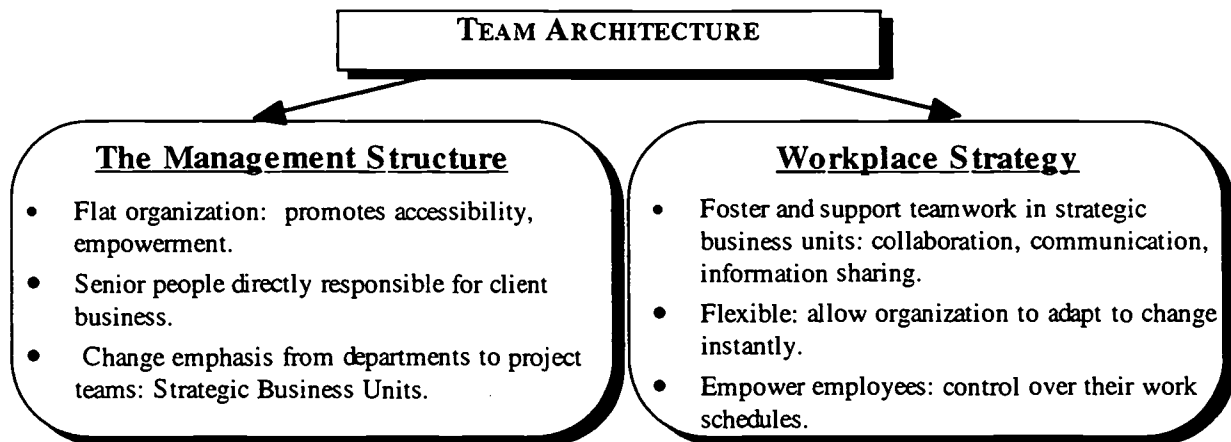 TEAM ARCHITECTURE
The Management Structure
• Flat organization: promotes accessibility,
empowerment.
• Senior people directly responsible for client
business.
• Change emphasis from departments to project
teams: Strategic Business Units.
Workplace Strategy
• Foster and support teamwork in strategic
business units: collaboration, communication,
information sharing.
• Flexible: allow organization to adapt to change
instantly.
• Empower employees: control over their work
schedules.